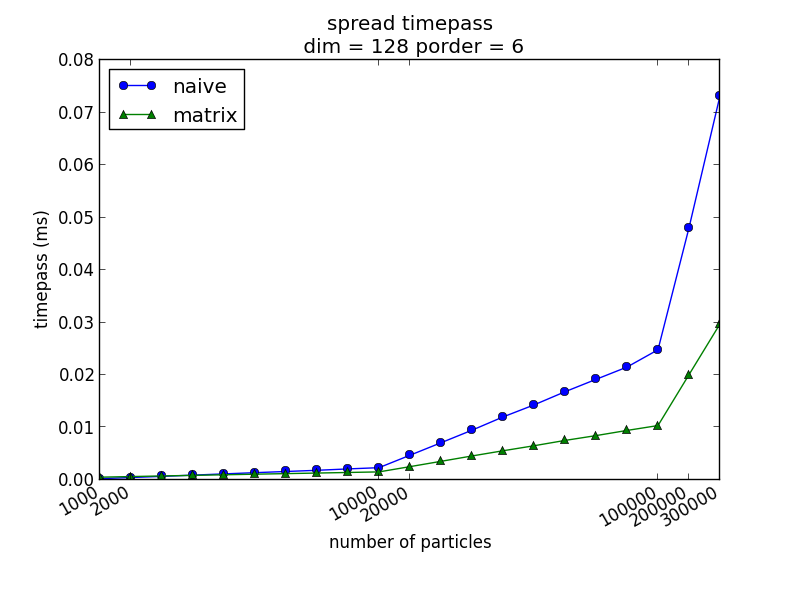 spread timepass
dim = 128 porder = 6
naive
matrix
0.08
0.07
0.06
0.05
0.04
0.03
0.02
0.01
0.00
timepass (ms)
1000
2000
10000
20000
100000
200000
300000
number of particles